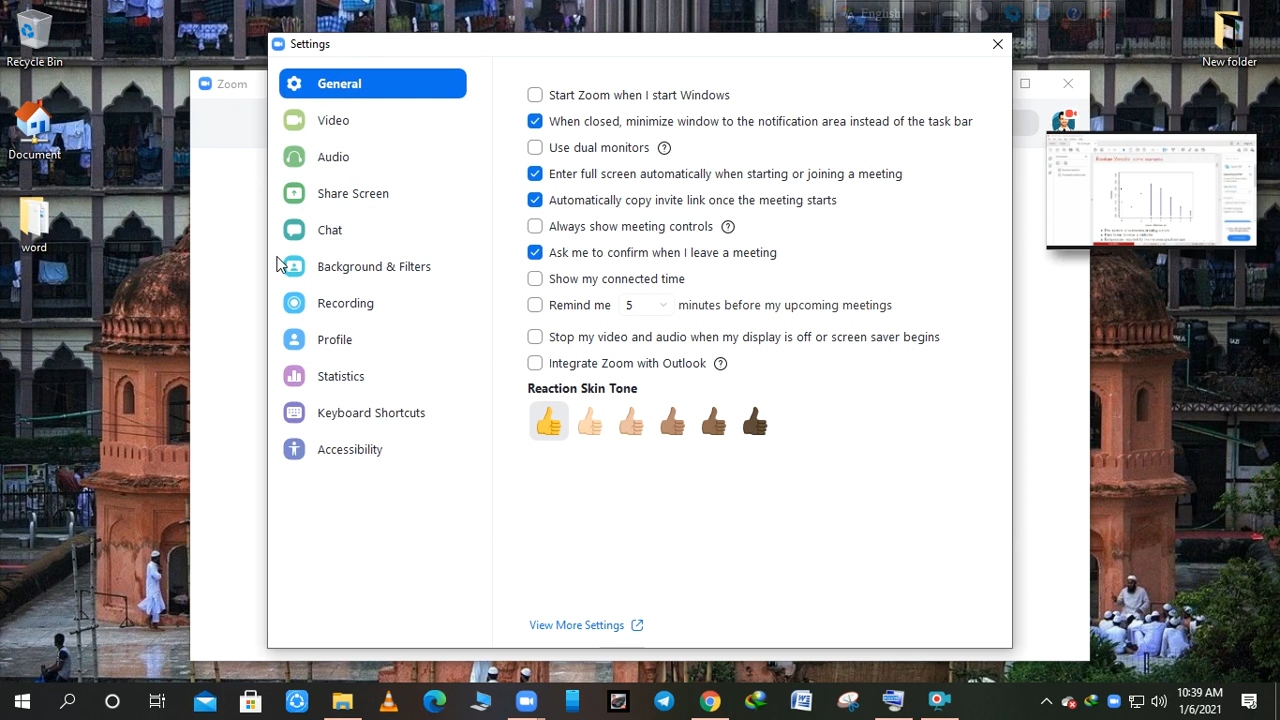 Recycle Bin
Document
word
New folder
English
Zoom
Settings
General
Video
Audio
Share Screen
Chat
Background & Filters
Recording
Profile
Statistics
Keyboard Shortcuts
Accessibility
Start Zoom when I start Windows
When closed, minimize window to the notification area instead of the task bar
Use dual monitors ?
Enter full screen automatically when starting or joining a meeting
Automatically copy invite link once the meeting starts
Always show meeting controls ?
Ask me to confirm when I leave a meeting
Show my connected time
Remind me 5 minutes before my upcoming meetings
Stop my video and audio when my display is off or screen saver begins
Integrate Zoom with Outlook ?
Reaction Skin Tone
View More Settings
10:39 AM
1/6/2021